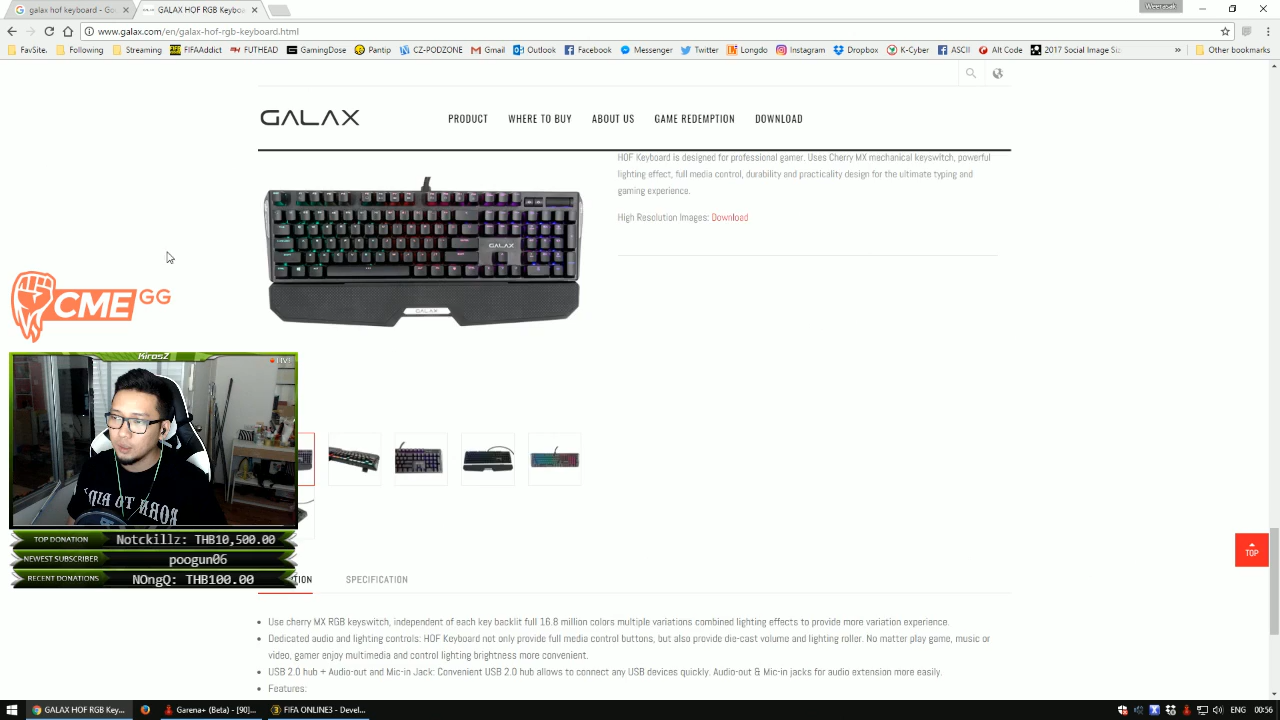 galax hof keyboard - Go
GALAX HOF RGB Keybo
Weerasak
www.galax.com/en/galax-hof-rgb-keyboard.html
FavSite. Following Streaming FIFAAddict FUTHEAD GamingDose Pantip CZ-PODZONE Gmail Outlook Facebook Messenger Twitter Longdo Instagram Dropbox K-Cyber ASCII Alt Code 2017 Social Image Siz » Other bookmarks
GALAX PRODUCT WHERE TO BUY ABOUT US GAME REDEMPTION DOWNLOAD
HOF Keyboard is designed for professional gamer. Uses Cherry MX mechanical keyswitch, powerful
lighting effect, full media control, durability and practicality design for the ultimate typing and
gaming experience.
High Resolution Images: Download
GALAX
GALAX
CME GG
KirosZ
TOP DONATION Notckillz: THB10,500.00
NEWEST SUBSCRIBER poogun06
RECENT DONATIONS NOngQ: THB100.00
TOP
TION SPECIFICATION
Use cherry MX RGB keyswitch, independent of each key backlit full 16.8 million colors multiple variations combined lighting effects to provide more variation experience.
Dedicated audio and lighting controls: HOF Keyboard not only provide full media control buttons, but also provide die-cast volume and lighting roller. No matter play game, music or
video, gamer enjoy multimedia and control lighting brightness more convenient.
USB 2.0 hub + Audio-out and Mic-in Jack: Convenient USB 2.0 hub allows to connect any USB devices quickly. Audio-out & Mic-in jacks for audio extension more easily.
Features:
GALAX HOF RGB Key... Garena+ (Beta) - [90]... FIFA ONLINE3 - Devel... ENG 00:56